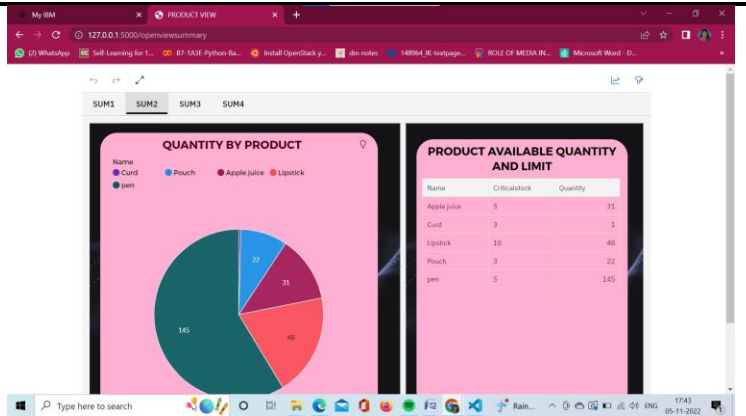 My IBM
PRODUCT VIEW
127.0.0.1:5000/openviewsummary
(2) WhatsApp
Self-Learning for 1...
B7-1A3E-Python-Ba...
Install OpenStack y...
dm notes
148964_IK-textpage...
ROLE OF MEDIA IN...
Microsoft Word - D...
SUM1 SUM2 SUM3 SUM4
QUANTITY BY PRODUCT
Name
Curd Pouch Apple juice Lipstick
pen
22
31
48
145
PRODUCT AVAILABLE QUANTITY
AND LIMIT
Name Criticalstock Quantity
Apple juice 5 31
Curd 3 1
Lipstick 10 48
Pouch 3 22
pen 5 145
Type here to search
Rain...
ENG
17:43
05-11-2022